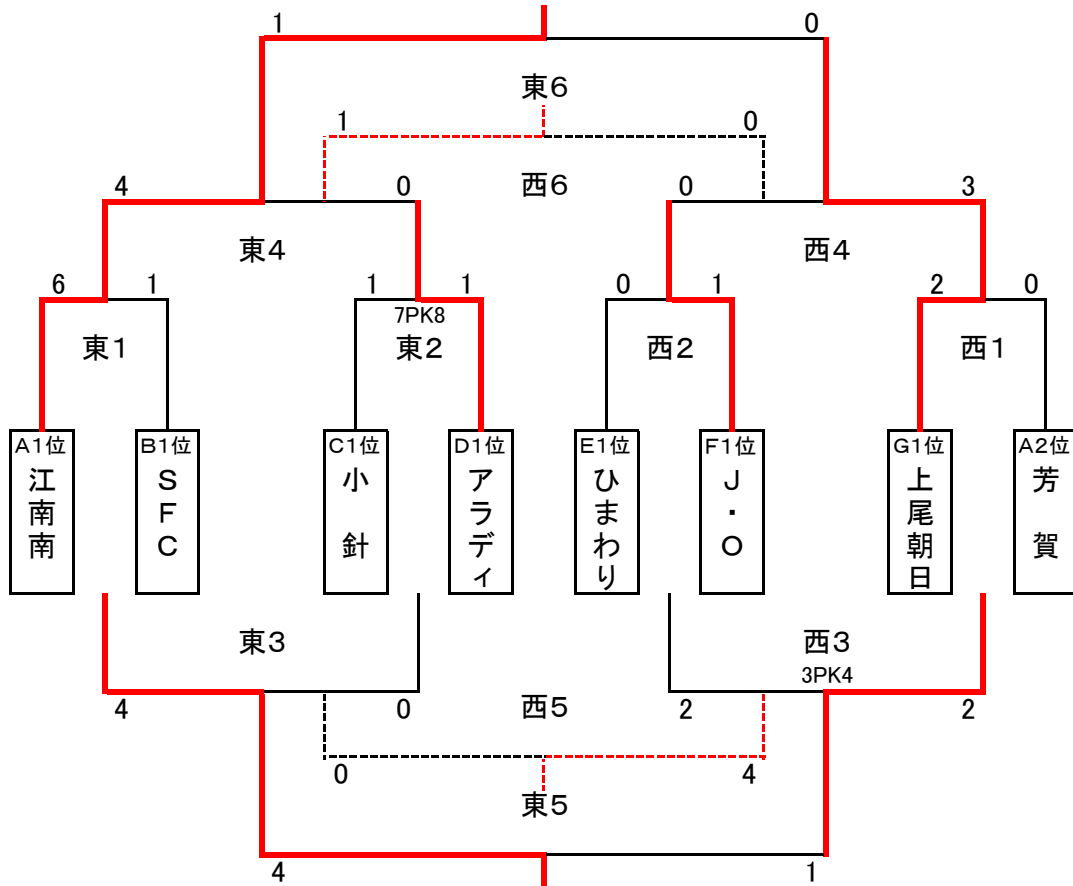 1 0
東6
1 0
西6
4 0 0 3
東4 西4
6 1 1 1 0 1 2 0
7PK8
東1 東2 西2 西1
A1位 B1位 C1位 D1位 E1位 F1位 G1位 A2位
江南南
SFC
小針
アラディ
ひまわり
J・O
上尾朝日
芳賀
東3 西3
3PK4
4 0 西5 2 2
0 4
東5
4 1